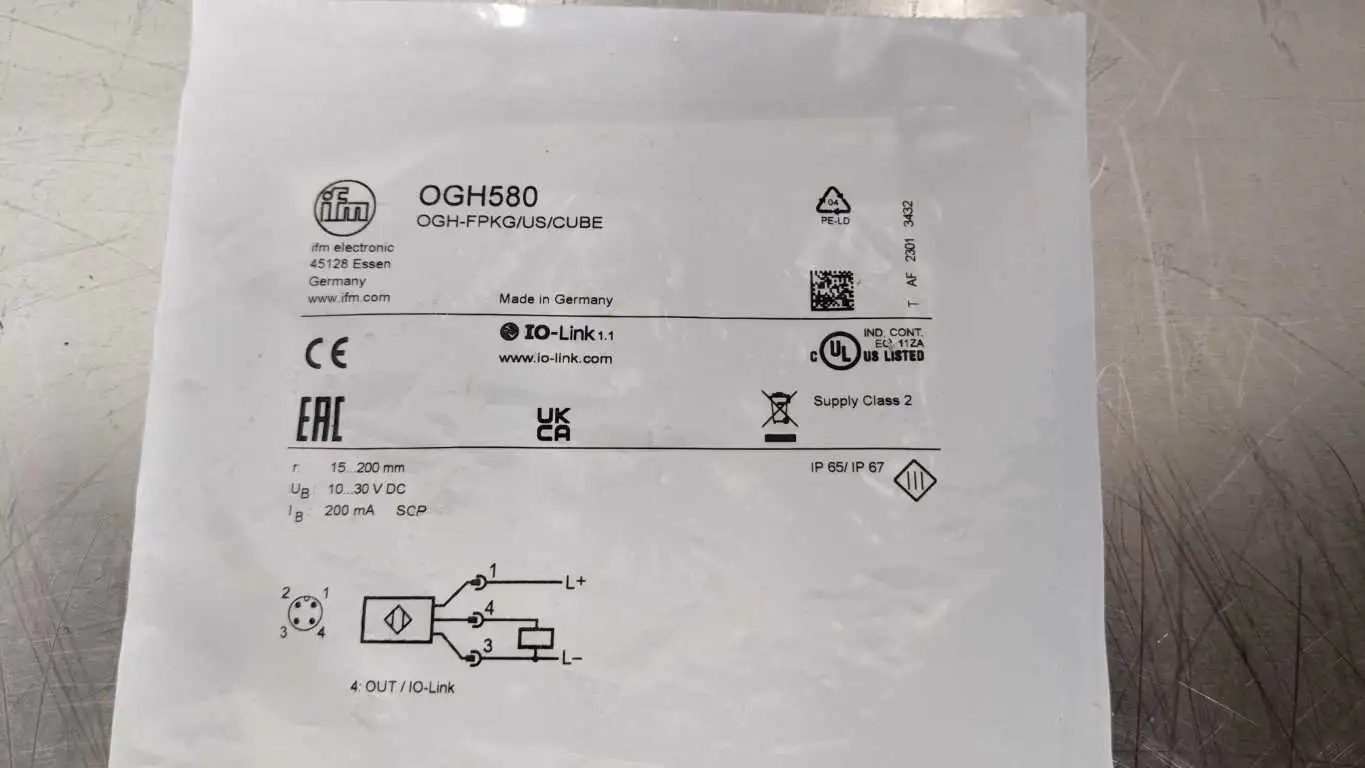 ifm
ifm electronic
45128 Essen
Germany
www.ifm.com
OGH580
OGH-FPKG/US/CUBE
Made in Germany
04
PE-LD
T AF 2301 3432
CE
IO-Link 1.1
www.io-link.com
C UL US LISTED
IND. CONT.
11ZA
EAC
UK
CA
Supply Class 2
r: 15...200 mm
UB: 10...30 V DC
IB: 200 mA SCP
IP 65/ IP 67
2 1
3 4
1 L+
4
3 L-
4: OUT / IO-Link